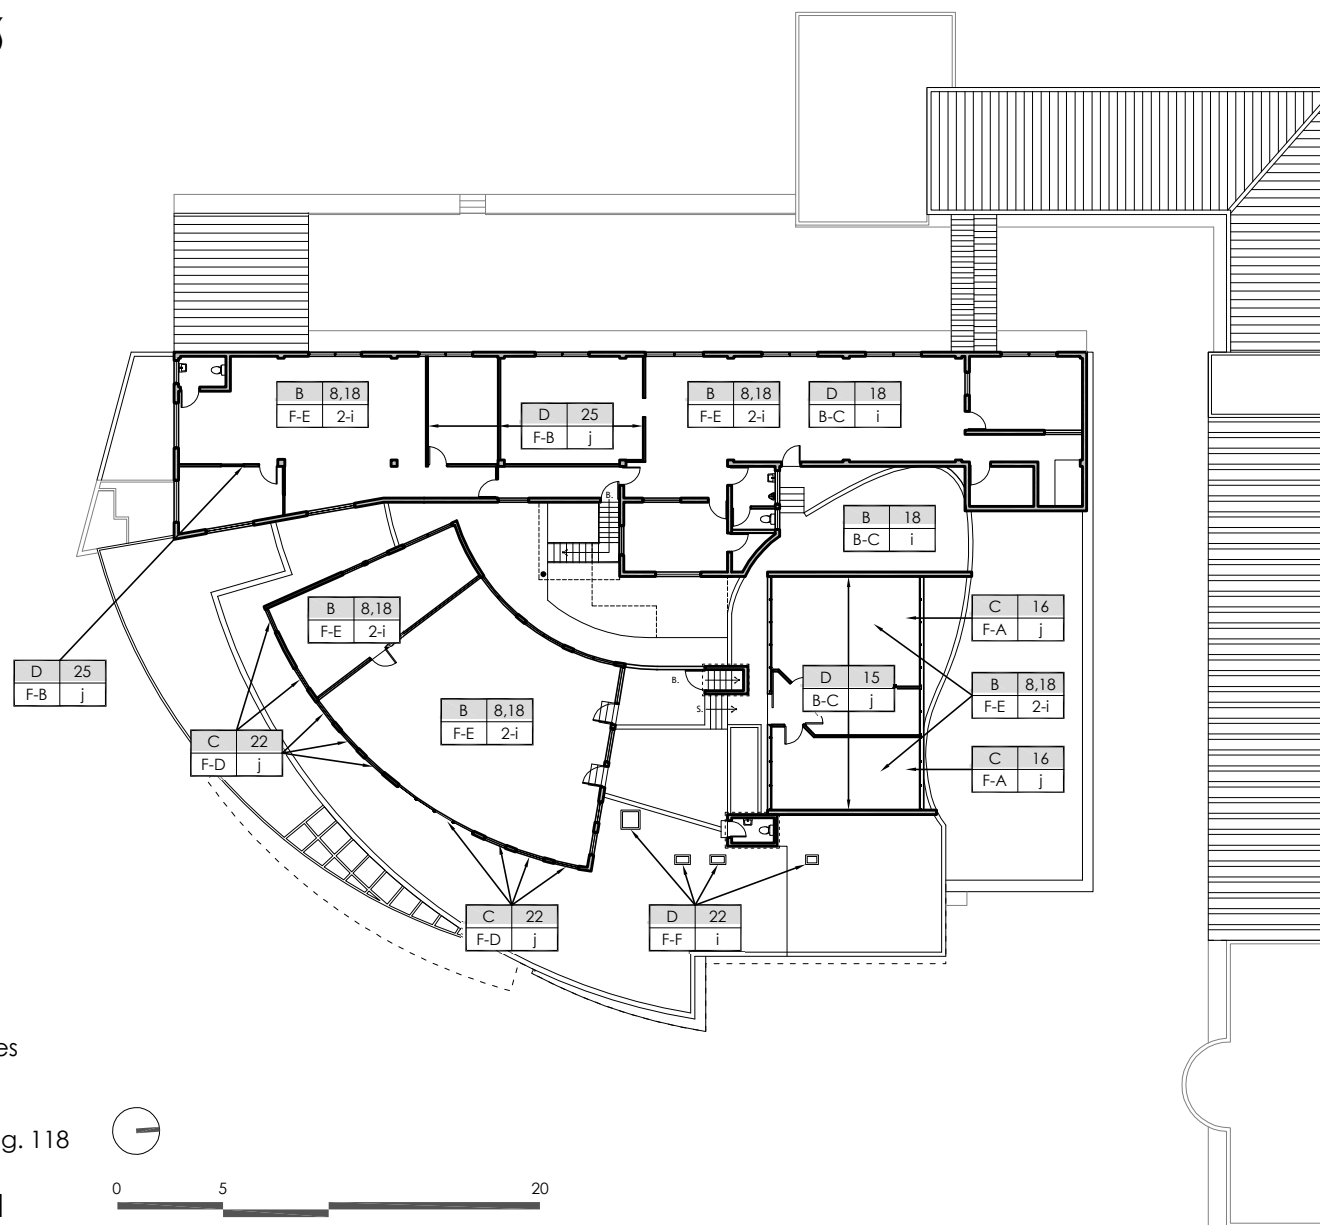 B 8,18
F-E 2-i
B 8,18
F-E 2-i
D 18
B-C i
D 25
F-B j
B.
B 18
B-C i
B 8,18
F-E 2-i
C 16
F-A j
D 25
F-B j
D 15
B-C j
B.
B 8,18
F-E 2-i
S.
B 8,18
F-E 2-i
C 22
F-D j
C 16
F-A j
C 22
F-D j
D 22
F-F i
es
g. 118
0 5 20